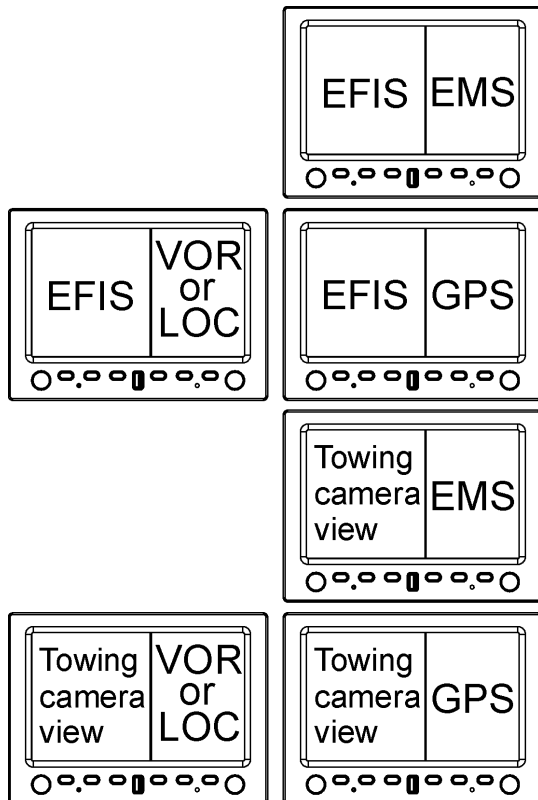 EFIS EMS
EFIS
VOR
or
LOC
EFIS GPS
Towing
camera
view
EMS
Towing
camera
view
VOR
or
LOC
Towing
camera
view
GPS